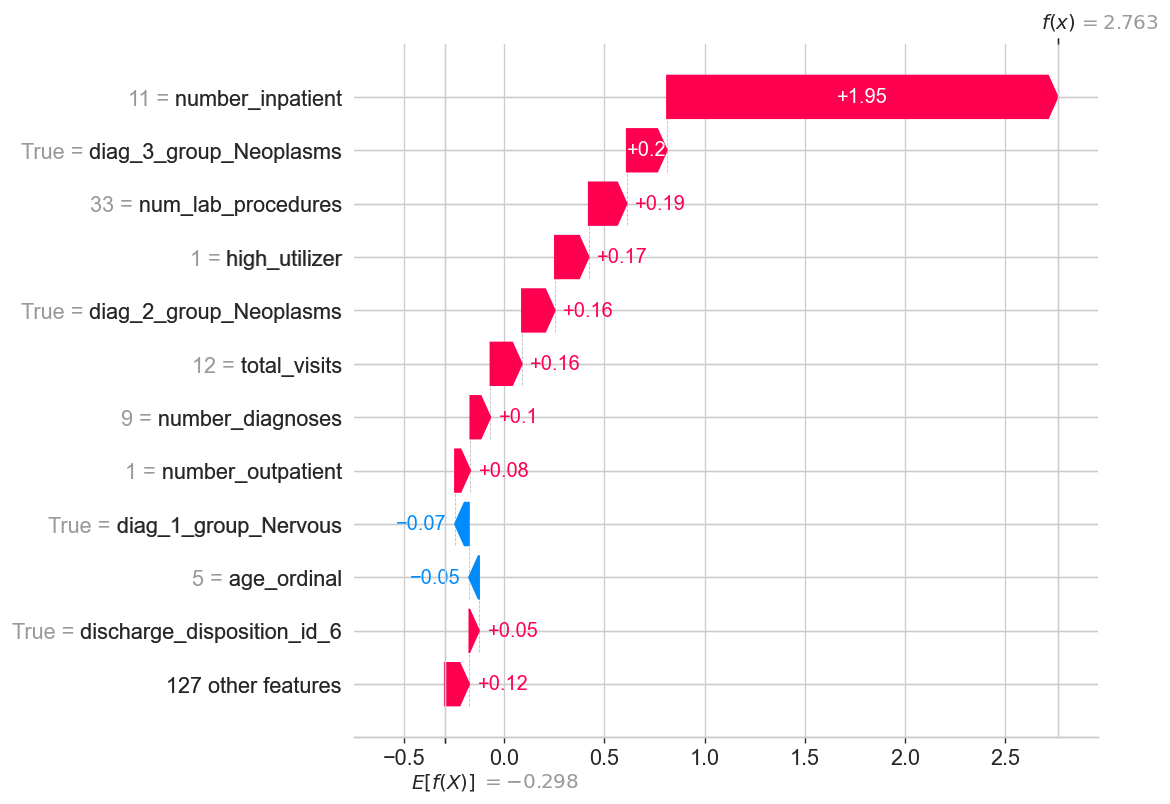 f(x) = 2.763
11 = number_inpatient
+1.95
True = diag_3_group_Neoplasms
+0.2
33 = num_lab_procedures
+0.19
1 = high_utilizer
+0.17
True = diag_2_group_Neoplasms
+0.16
12 = total_visits
+0.16
9 = number_diagnoses
+0.1
1 = number_outpatient
+0.08
True = diag_1_group_Nervous
−0.07
5 = age_ordinal
−0.05
True = discharge_disposition_id_6
+0.05
127 other features
+0.12
−0.5 0.0 0.5 1.0 1.5 2.0 2.5
E[f(X)] = −0.298